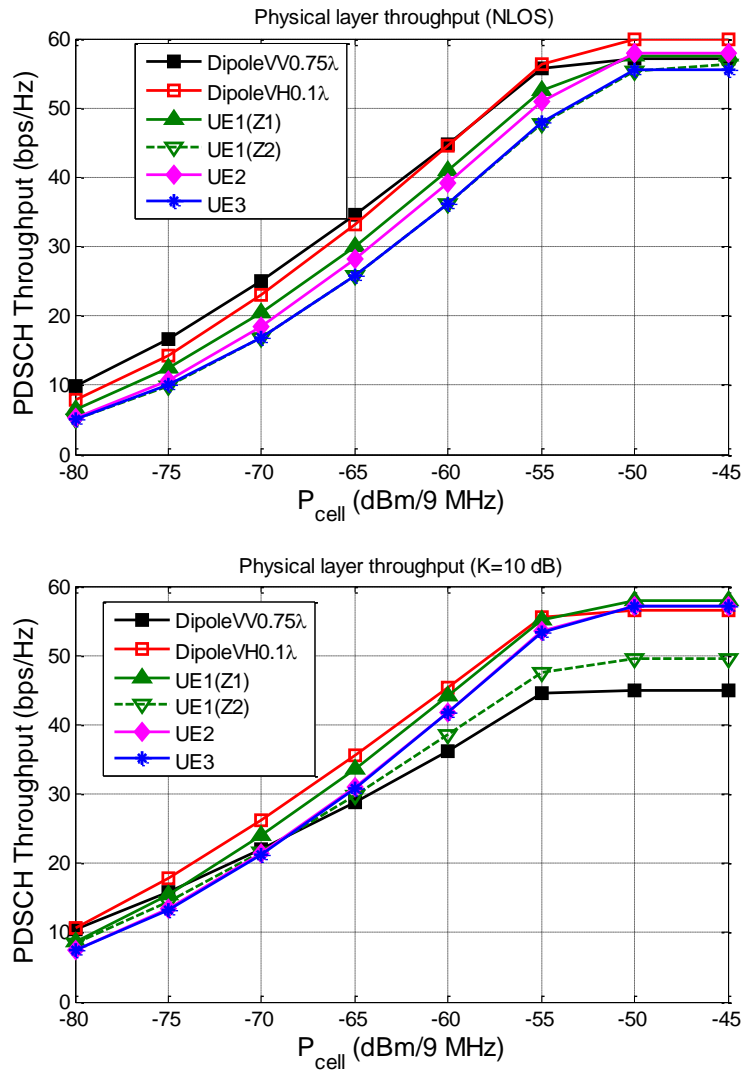 Physical layer throughput (NLOS)
60
50
40
30
20
10
0
PDSCH Throughput (bps/Hz)
DipoleVV0.75λ
DipoleVH0.1λ
UE1(Z1)
UE1(Z2)
UE2
UE3
-80 -75 -70 -65 -60 -55 -50 -45
Pcell (dBm/9 MHz)
Physical layer throughput (K=10 dB)
60
50
40
30
20
10
0
PDSCH Throughput (bps/Hz)
DipoleVV0.75λ
DipoleVH0.1λ
UE1(Z1)
UE1(Z2)
UE2
UE3
-80 -75 -70 -65 -60 -55 -50 -45
Pcell (dBm/9 MHz)